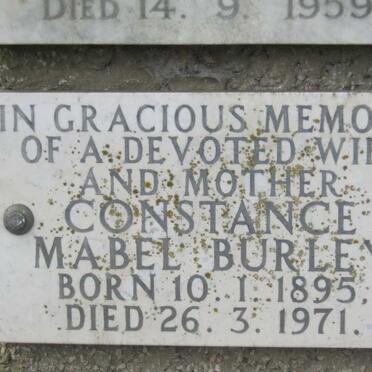 DIED 14. 9. 1959
IN GRACIOUS MEMO
OF A DEVOTED WIF
AND MOTHER
CONSTANCE
MABEL BURLEY
BORN 10. 1. 1895.
DIED 26. 3. 1971.